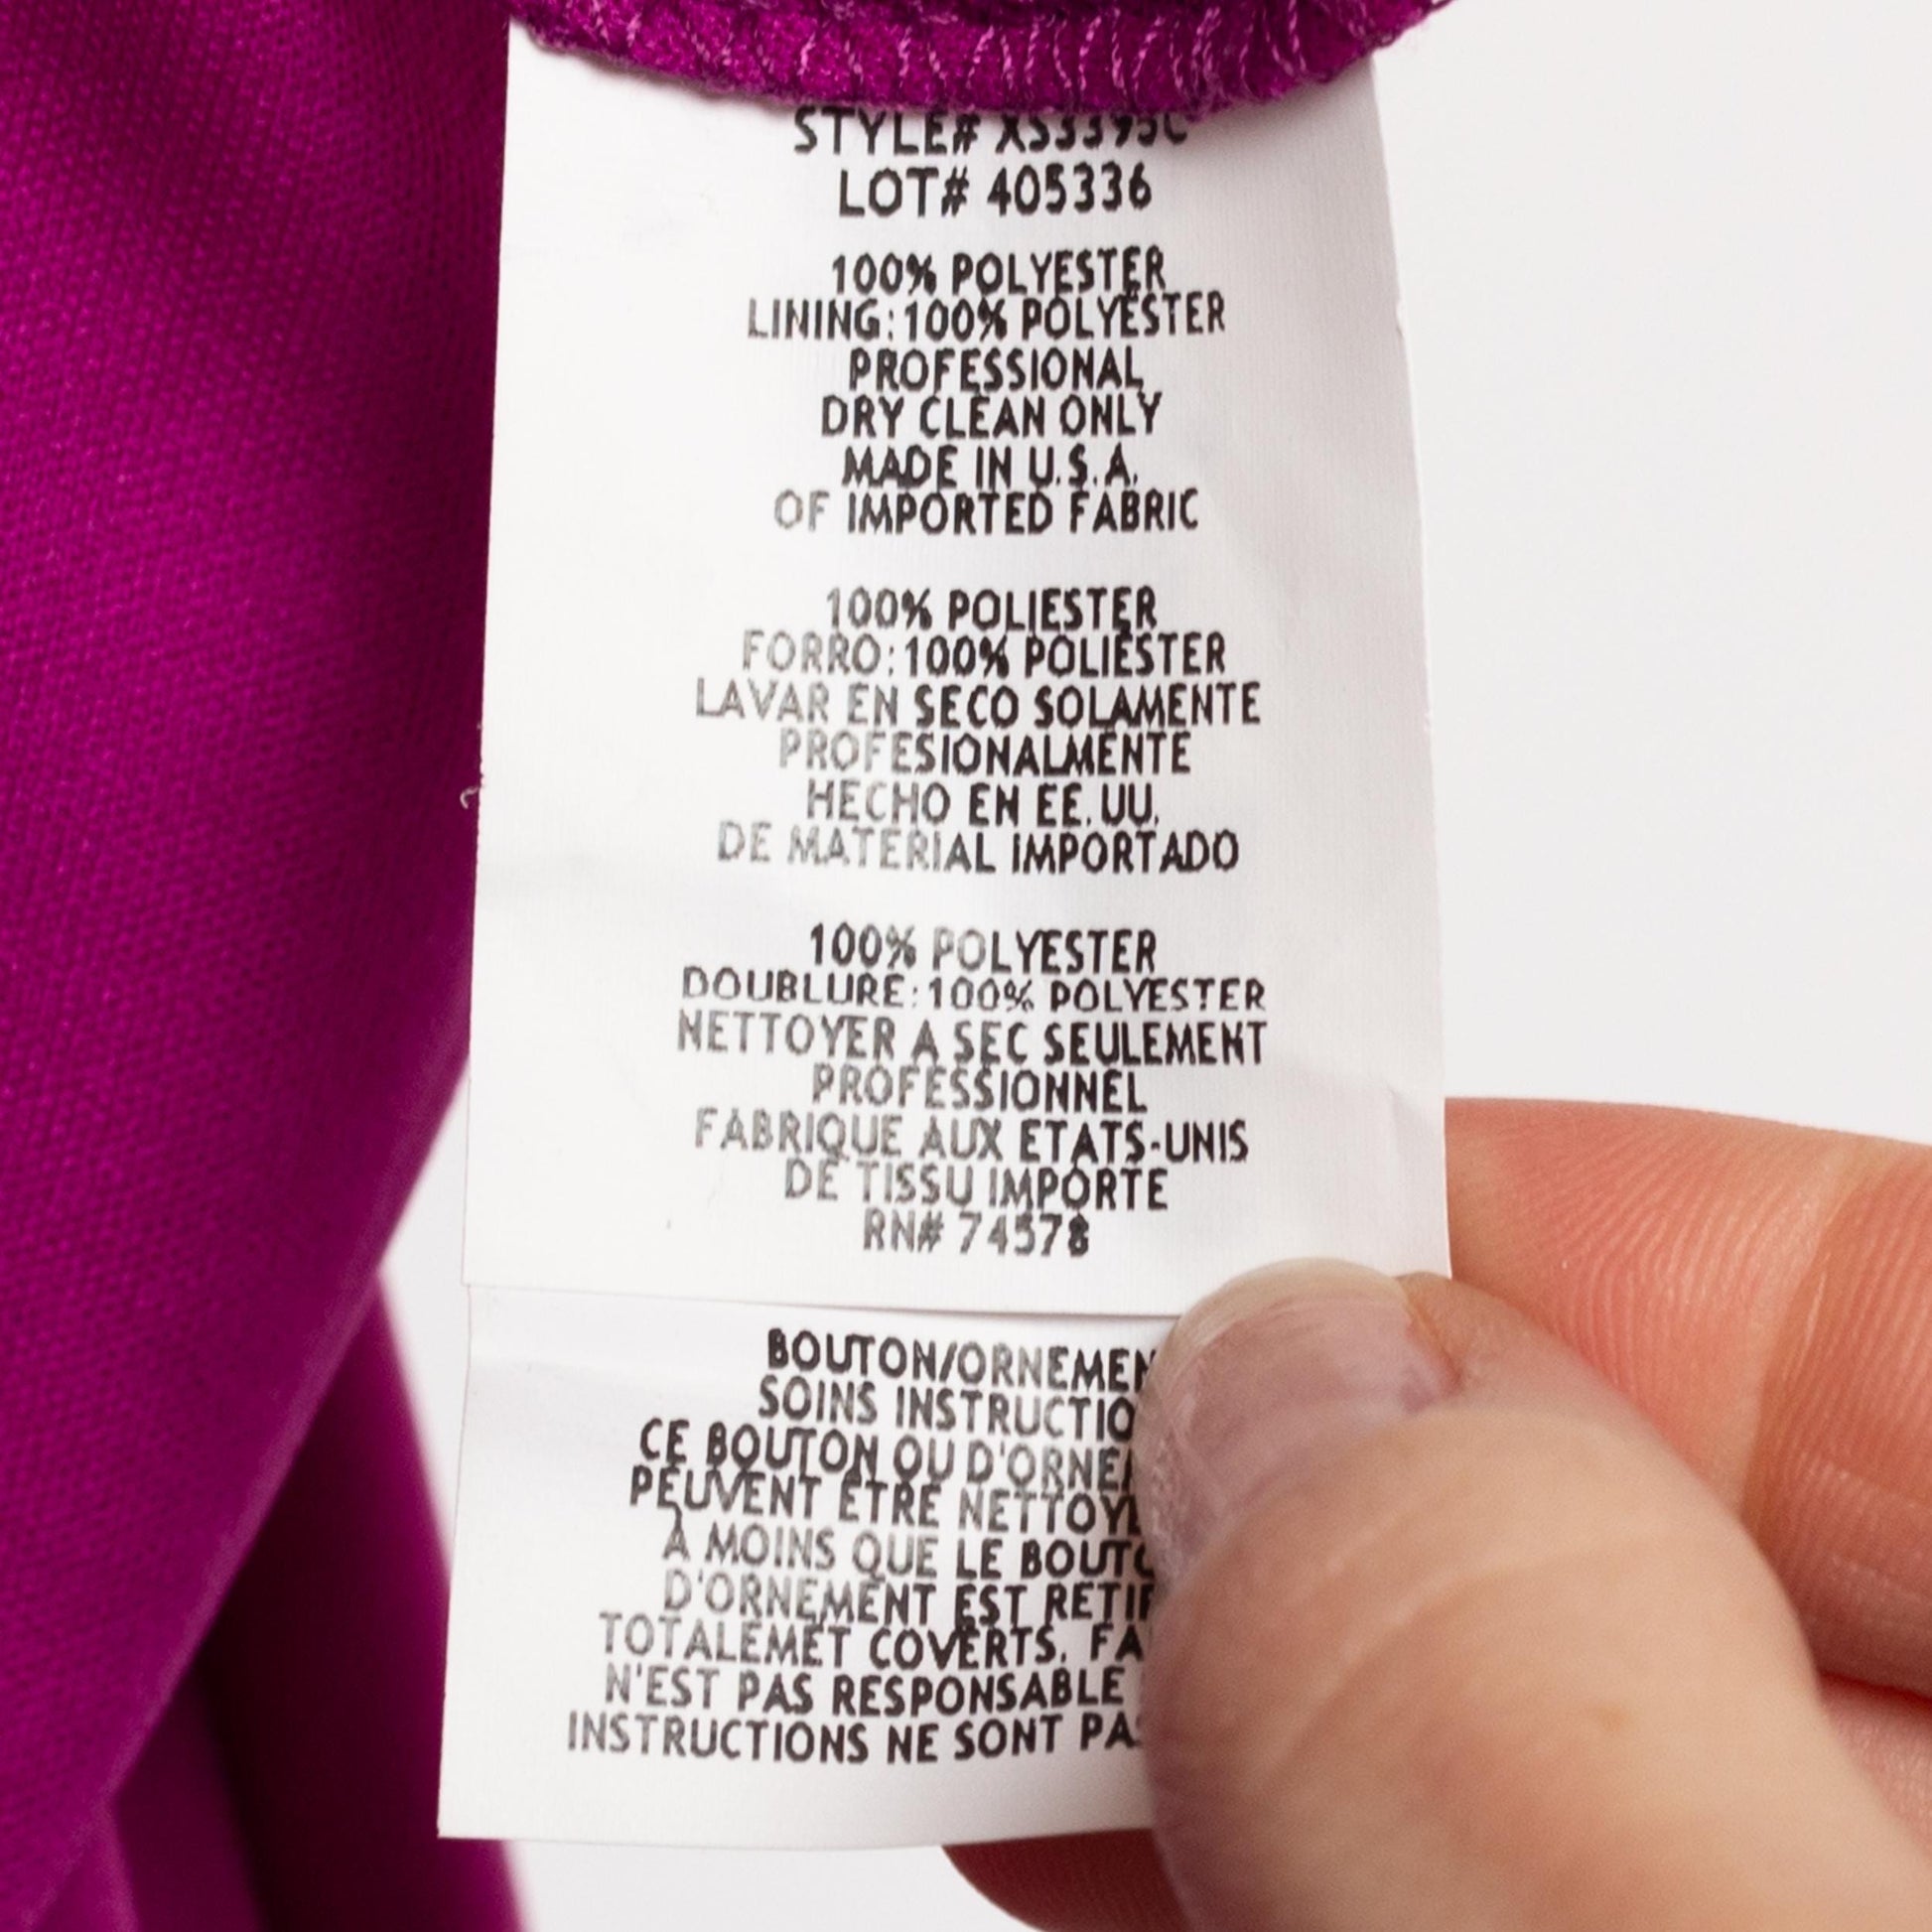 STYLE# XS3395C
LOT# 405336
100% POLYESTER
LINING:100% POLYESTER
PROFESSIONAL
DRY CLEAN ONLY
MADE IN U.S.A.
OF IMPORTED FABRIC
100% POLIESTER
FORRO:100% POLIESTER
LAVAR EN SECO SOLAMENTE
PROFESIONALMENTE
HECHO EN EE.UU.
DE MATERIAL IMPORTADO
100% POLYESTER
DOUBLURE:100% POLYESTER
NETTOYER A SEC SEULEMENT
PROFESSIONNEL
FABRIQUE AUX ETATS-UNIS
DE TISSU IMPORTE
RN# 74578
BOUTON/ORNEMEN
SOINS INSTRUCTIO
CE BOUTON OU D'ORNE
PEUVENT ETRE NETTOY
À MOINS QUE LE BOUT
D'ORNEMENT EST RETI
TOTALEMET COVERTS. FA
N'EST PAS RESPONSABLE
INSTRUCTIONS NE SONT PA